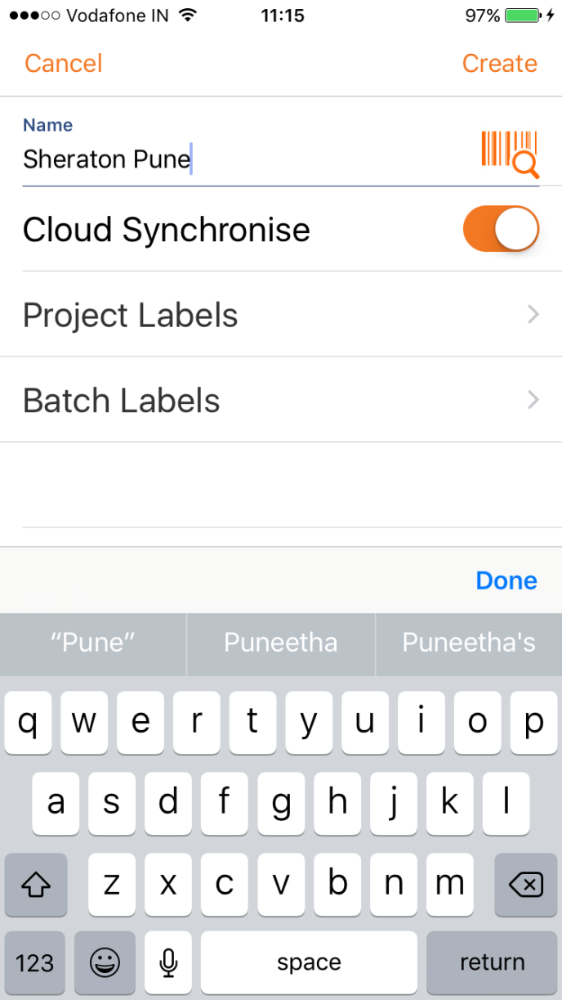 Vodafone IN 11:15 97%
Cancel Create
Name
Sheraton Pune
Cloud Synchronise
Project Labels
Batch Labels
Done
“Pune” Puneetha Puneetha's
q w e r t y u i o p
a s d f g h j k l
z x c v b n m
123 space return